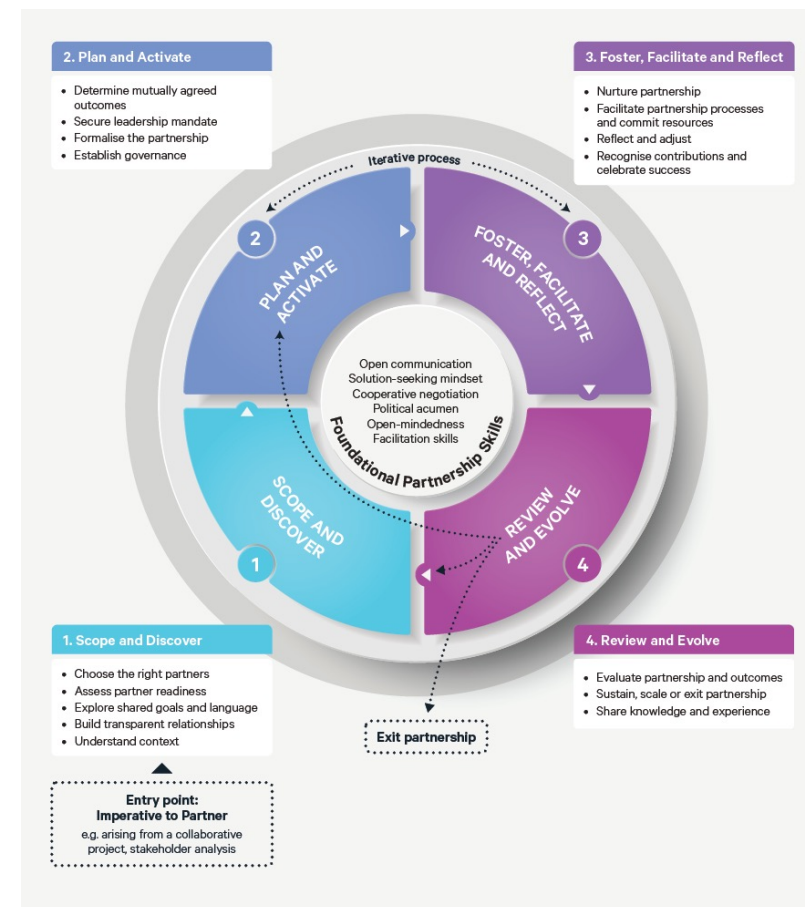 2. Plan and Activate
• Determine mutually agreed
outcomes
• Secure leadership mandate
• Formalise the partnership
• Establish governance
3. Foster, Facilitate and Reflect
• Nurture partnership
• Facilitate partnership processes
and commit resources
• Reflect and adjust
• Recognise contributions and
celebrate success
Iterative process
2
PLAN AND
ACTIVATE
3
FOSTER, FACILITATE
AND REFLECT
Open communication
Solution-seeking mindset
Cooperative negotiation
Political acumen
Open-mindedness
Facilitation skills
Foundational Partnership Skills
1
SCOPE AND
DISCOVER
4
REVIEW
AND EVOLVE
1. Scope and Discover
• Choose the right partners
• Assess partner readiness
• Explore shared goals and language
• Build transparent relationships
• Understand context
4. Review and Evolve
• Evaluate partnership and outcomes
• Sustain, scale or exit partnership
• Share knowledge and experience
Exit partnership
Entry point:
Imperative to Partner
e.g. arising from a collaborative
project, stakeholder analysis